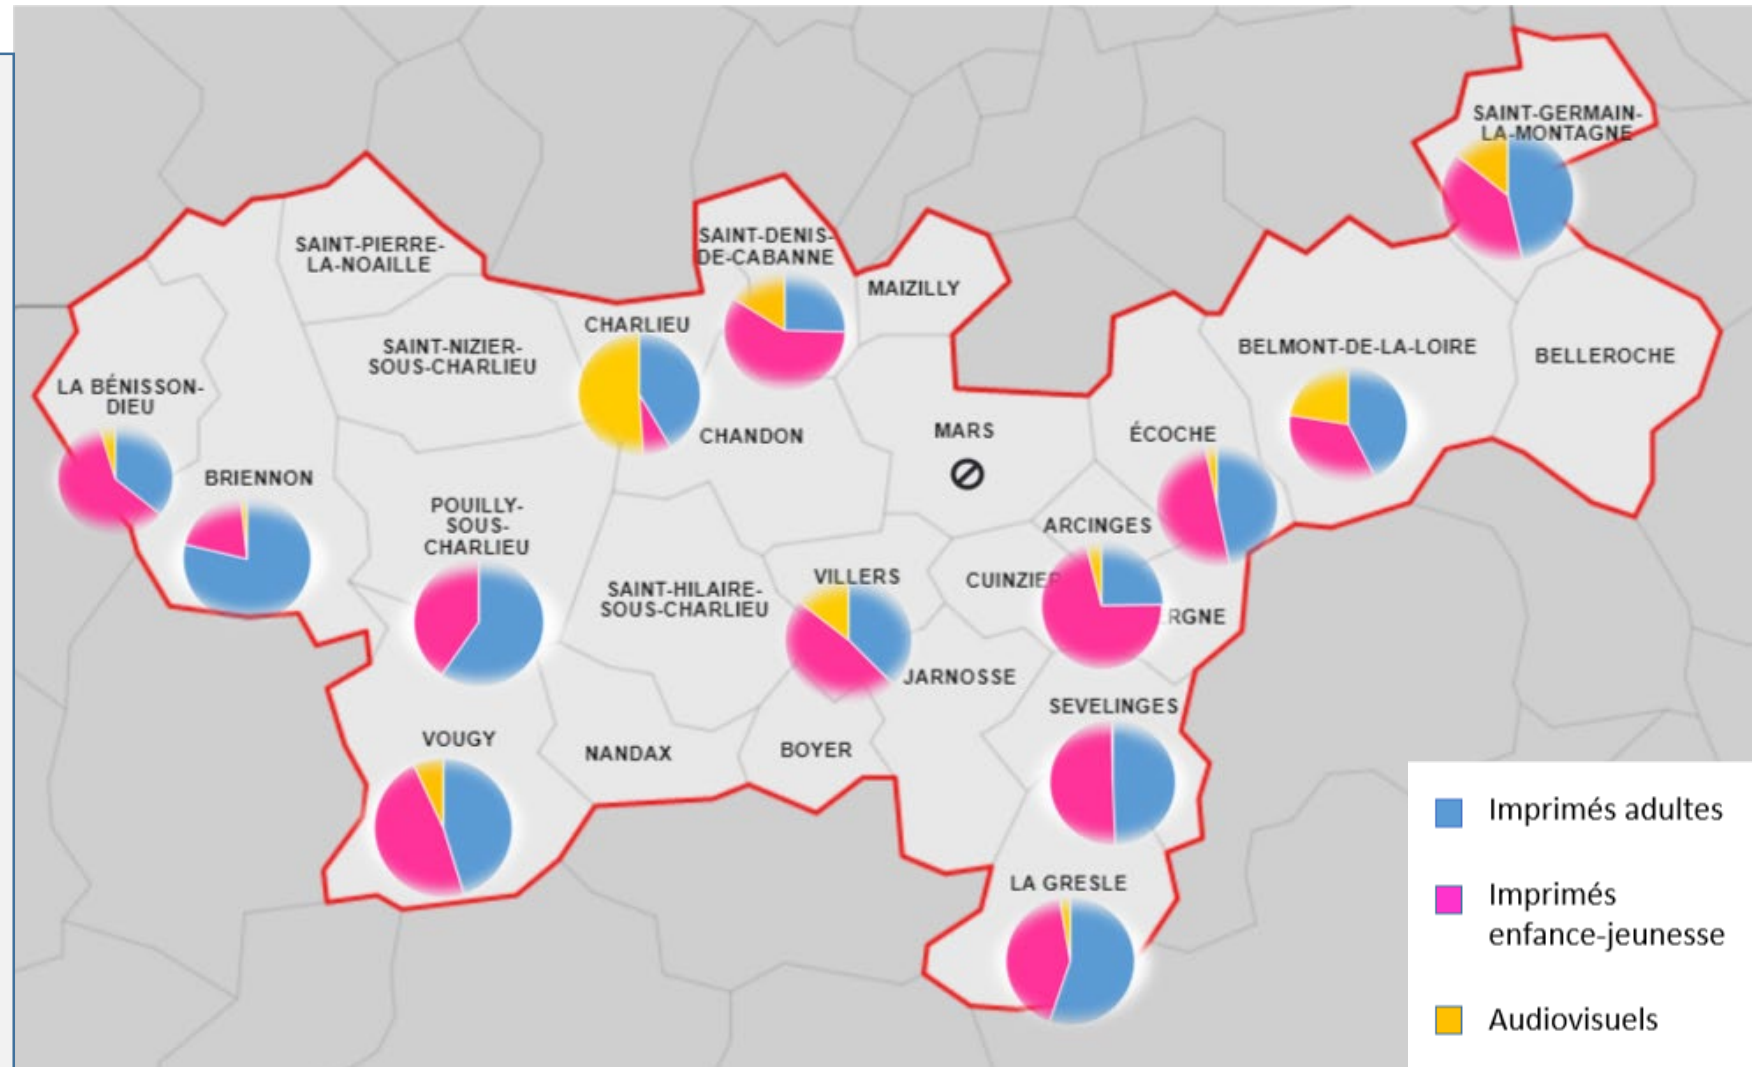 SAINT-GERMAIN-
LA-MONTAGNE
SAINT-PIERRE-
LA-NOAILLE
SAINT-DENIS-
DE-CABANNE
MAIZILLY
CHARLIEU
SAINT-NIZIER-
SOUS-CHARLIEU
BELMONT-DE-LA-LOIRE
BELLEROCHE
LA BÉNISSON-
DIEU
CHANDON
MARS
ÉCOCHE
BRIENNON
POUILLY-
SOUS-
CHARLIEU
ARCINGES
VILLERS
CUINZIER
SAINT-HILAIRE-
SOUS-CHARLIEU
ERGNE
JARNOSSE
SEVELINGES
VOUGY
NANDAX
BOYER
LA GRESLE
Imprimés adultes
Imprimés
enfance-jeunesse
Audiovisuels